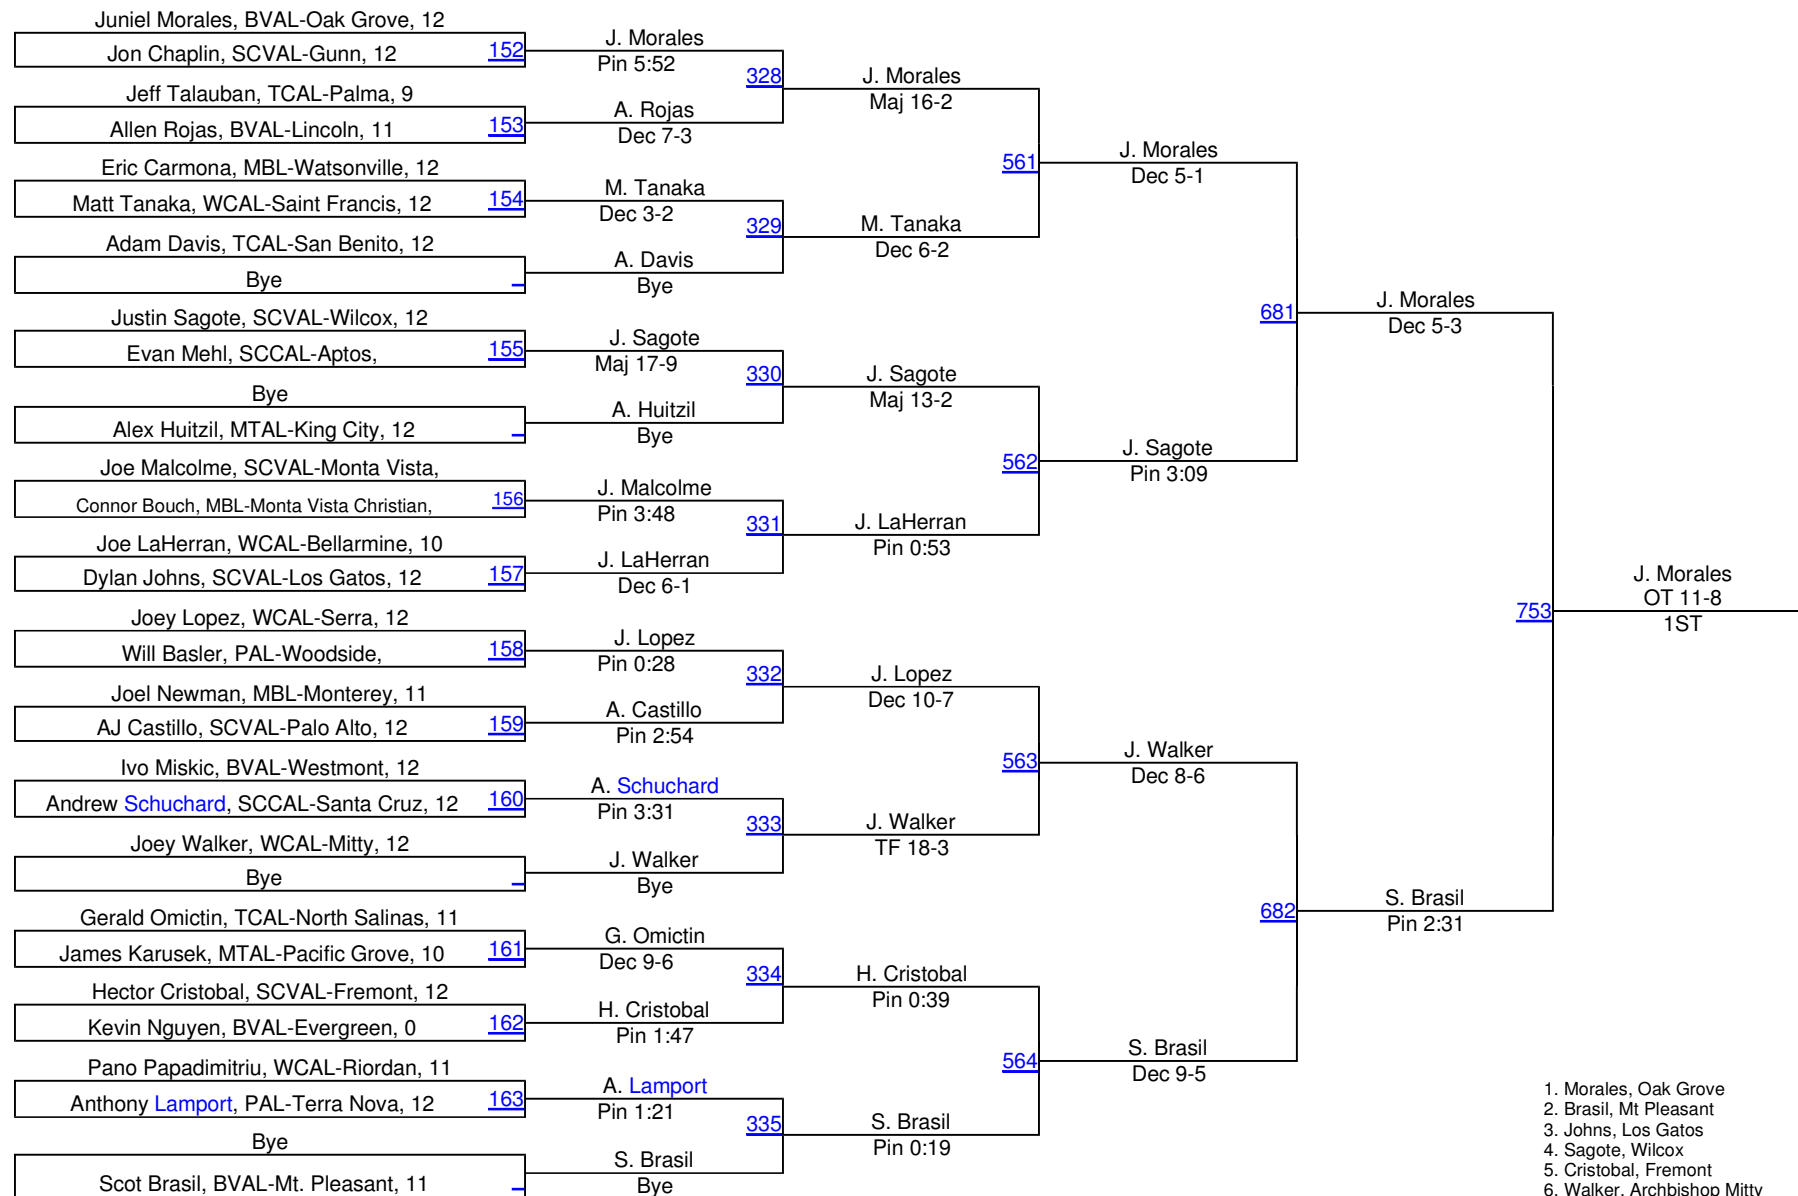 Juniel Morales, BVAL-Oak Grove, 12
Jon Chaplin, SCVAL-Gunn, 12
152
Jeff Talauban, TCAL-Palma, 9
Allen Rojas, BVAL-Lincoln, 11
153
Eric Carmona, MBL-Watsonville, 12
Matt Tanaka, WCAL-Saint Francis, 12
154
Adam Davis, TCAL-San Benito, 12
Bye
Justin Sagote, SCVAL-Wilcox, 12
Evan Mehl, SCCAL-Aptos,
155
Bye
Alex Huitzil, MTAL-King City, 12
Joe Malcolme, SCVAL-Monta Vista,
Connor Bouch, MBL-Monta Vista Christian,
156
Joe LaHerran, WCAL-Bellarmine, 10
Dylan Johns, SCVAL-Los Gatos, 12
157
Joey Lopez, WCAL-Serra, 12
Will Basler, PAL-Woodside,
158
Joel Newman, MBL-Monterey, 11
AJ Castillo, SCVAL-Palo Alto, 12
159
Ivo Miskic, BVAL-Westmont, 12
Andrew Schuchard, SCCAL-Santa Cruz, 12
160
Joey Walker, WCAL-Mitty, 12
Bye
Gerald Omictin, TCAL-North Salinas, 11
James Karusek, MTAL-Pacific Grove, 10
161
Hector Cristobal, SCVAL-Fremont, 12
Kevin Nguyen, BVAL-Evergreen, 0
162
Pano Papadimitriu, WCAL-Riordan, 11
Anthony Lamport, PAL-Terra Nova, 12
163
Bye
Scot Brasil, BVAL-Mt. Pleasant, 11
J. Morales
Pin 5:52
328
A. Rojas
Dec 7-3
M. Tanaka
Dec 3-2
329
A. Davis
Bye
J. Sagote
Maj 17-9
330
A. Huitzil
Bye
J. Malcolme
Pin 3:48
331
J. LaHerran
Dec 6-1
J. Lopez
Pin 0:28
332
A. Castillo
Pin 2:54
A. Schuchard
Pin 3:31
333
J. Walker
Bye
G. Omictin
Dec 9-6
334
H. Cristobal
Pin 1:47
A. Lamport
Pin 1:21
335
S. Brasil
Bye
J. Morales
Maj 16-2
561
M. Tanaka
Dec 6-2
J. Sagote
Maj 13-2
562
J. LaHerran
Pin 0:53
J. Lopez
Dec 10-7
563
J. Walker
TF 18-3
H. Cristobal
Pin 0:39
564
S. Brasil
Pin 0:19
J. Morales
Dec 5-1
681
J. Sagote
Pin 3:09
J. Walker
Dec 8-6
682
S. Brasil
Dec 9-5
J. Morales
Dec 5-3
753
S. Brasil
Pin 2:31
J. Morales
OT 11-8
1ST
1. Morales, Oak Grove
2. Brasil, Mt Pleasant
3. Johns, Los Gatos
4. Sagote, Wilcox
5. Cristobal, Fremont
6. Walker, Archbishop Mitty